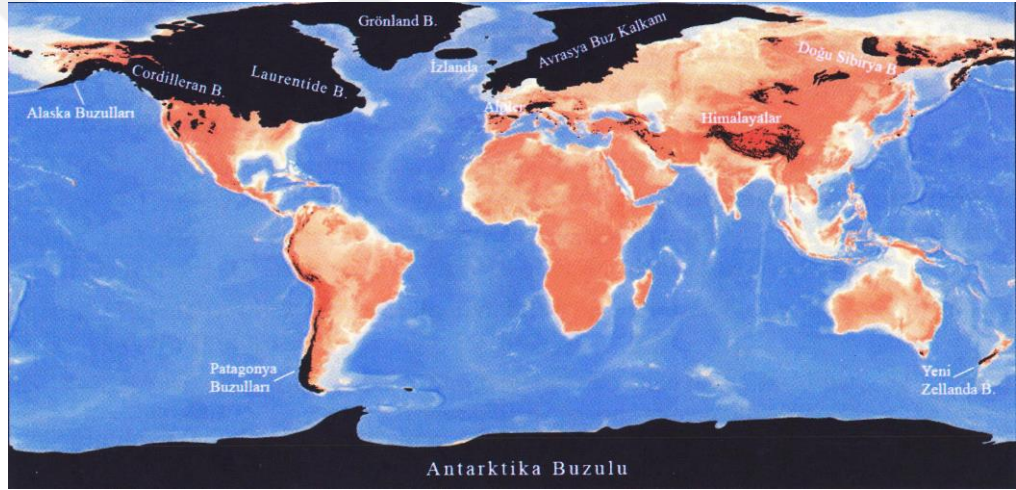 Grönland B.
Avrasya Buz Kalkanı
İzlanda
Doğu Sibirya B
Cordilleran B.
Laurentide B.
Alaska Buzulları
Himalayalar
Patagonya
Buzulları
Yeni
Zellanda B.
Antarktika Buzulu